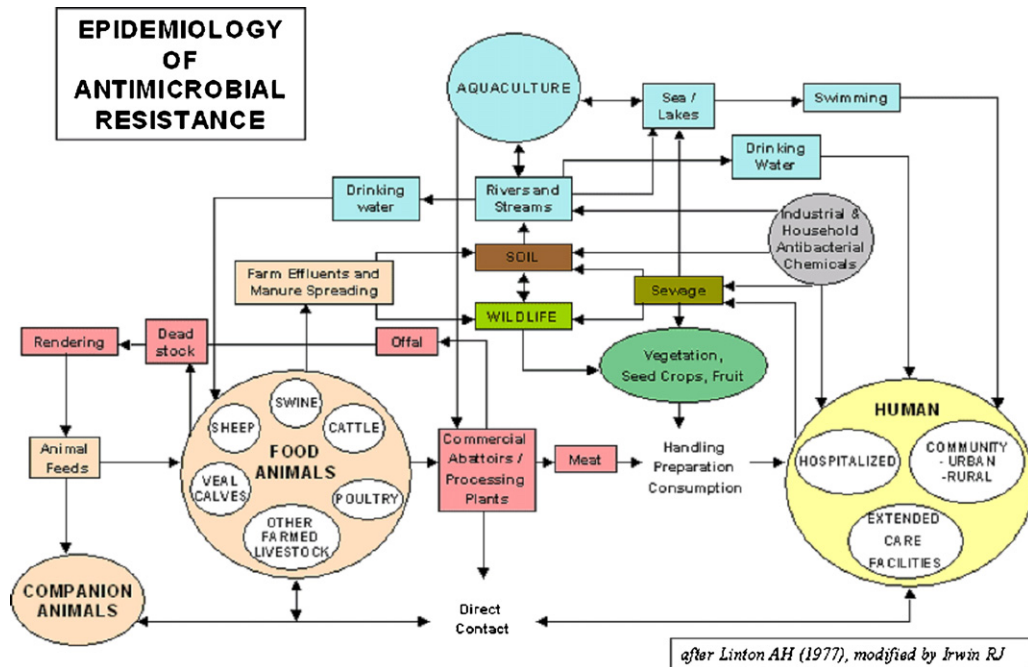 EPIDEMIOLOGY
OF
ANTIMICROBIAL
RESISTANCE
AQUACULTURE
Sea /
Lakes
Swimming
Drinking
Water
Drinking
water
Rivers and
Streams
Industrial &
Household
Antibacterial
Chemicals
SOIL
Farm Effluents and
Manure Spreading
Sewage
WILDLIFE
Rendering
Dead
stock
Offal
Vegetation,
Seed Crops, Fruit
SWINE
SHEEP
CATTLE
FOOD
ANIMALS
VEAL
CALVES
POULTRY
OTHER
FARMED
LIVESTOCK
Animal
Feeds
Commercial
Abattoirs /
Processing
Plants
Meat
Handling
Preparation
Consumption
HUMAN
HOSPITALIZED
COMMUNITY
- URBAN
-RURAL
EXTENDED
CARE
FACILITIES
COMPANION
ANIMALS
Direct
Contact
after Linton AH (1977), modified by Irwin RJ